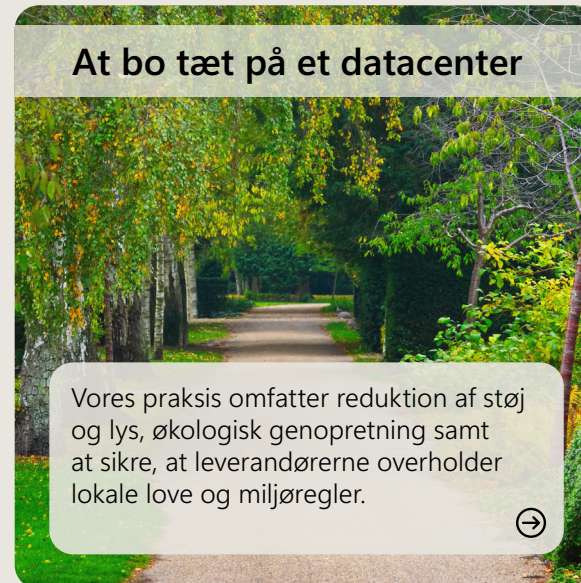 At bo tæt på et datacenter
Vores praksis omfatter reduktion af støj
og lys, økologisk genopretning samt
at sikre, at leverandørerne overholder
lokale love og miljøregler.